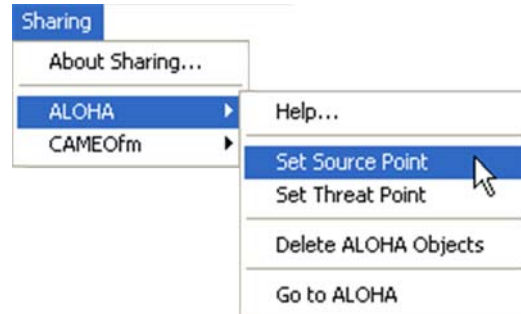 Sharing
About Sharing...
ALOHA
CAMEOfm
Help...
Set Source Point
Set Threat Point
Delete ALOHA Objects
Go to ALOHA